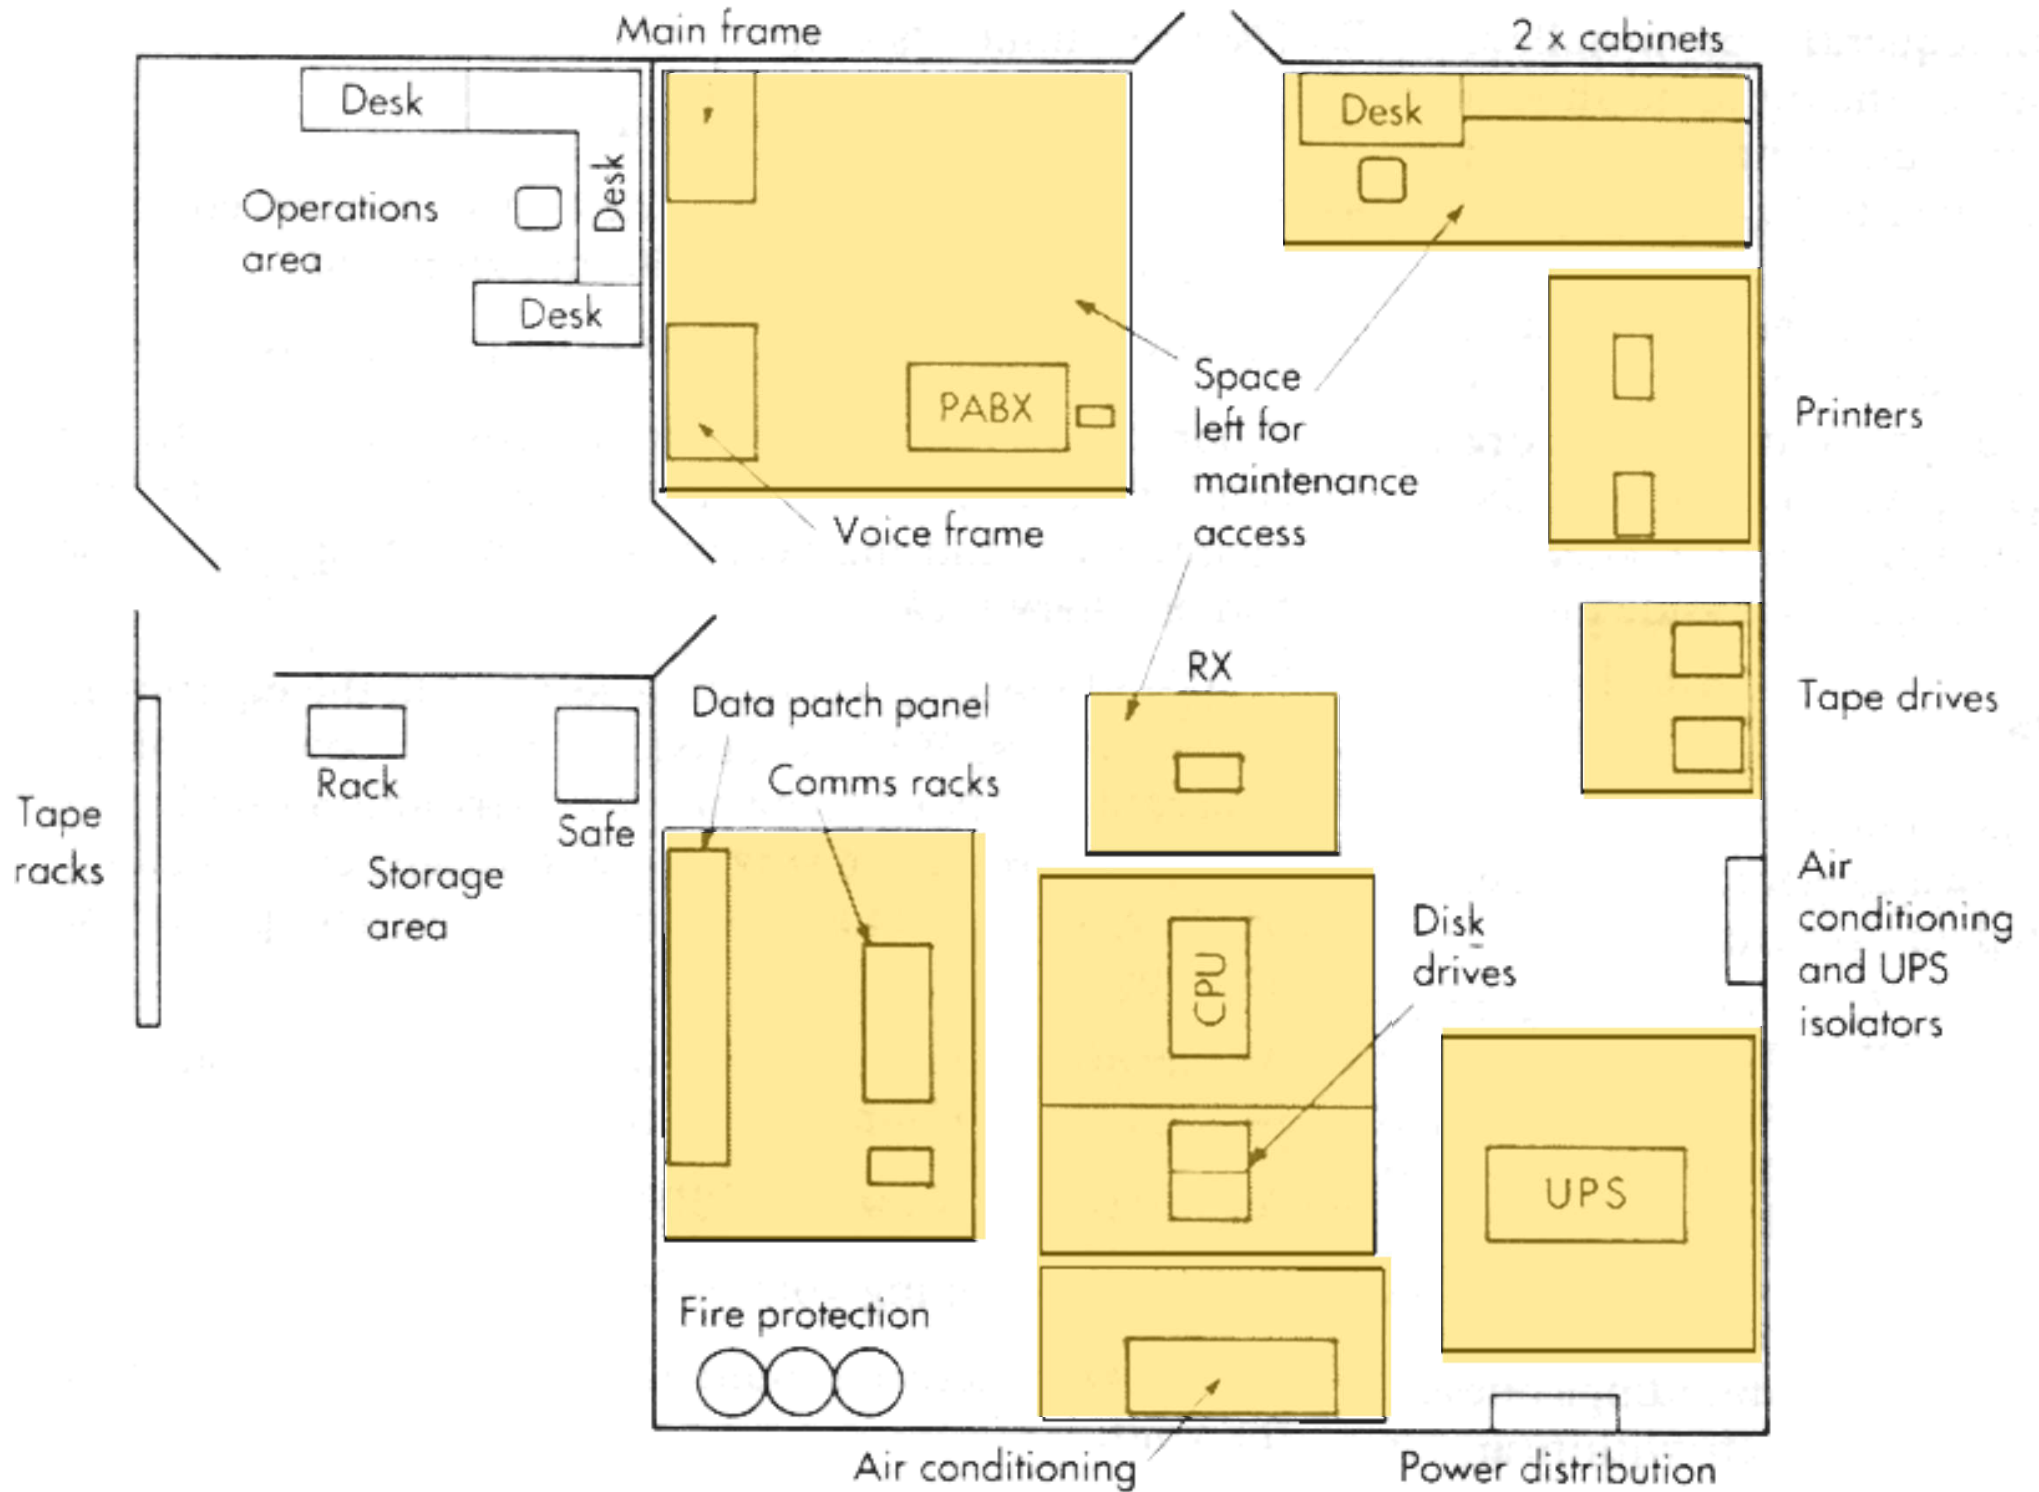 Main frame
2 x cabinets
Desk
Desk
Desk
Operations
area
Desk
PABX
Space
left for
maintenance
access
Printers
Voice frame
RX
Data patch panel
Tape drives
Rack
Comms racks
Safe
Tape
racks
Storage
area
CPU
Disk
drives
Air
conditioning
and UPS
isolators
UPS
Fire protection
Air conditioning
Power distribution